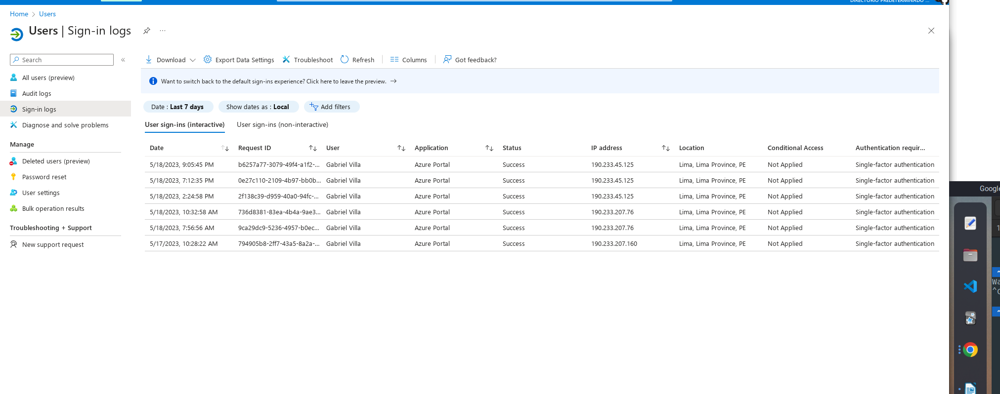 DIRECTORIO PREDETERMINADO ...
Home > Users
Users | Sign-in logs
Search
All users (preview)
Audit logs
Sign-in logs
Diagnose and solve problems
Manage
Deleted users (preview)
Password reset
User settings
Bulk operation results
Troubleshooting + Support
New support request
Download Export Data Settings Troubleshoot Refresh Columns Got feedback?
Want to switch back to the default sign-ins experience? Click here to leave the preview. →
Date : Last 7 days Show dates as : Local Add filters
User sign-ins (interactive) User sign-ins (non-interactive)
Date Request ID User Application Status IP address Location Conditional Access Authentication requir...
5/18/2023, 9:05:45 PM b6257a77-3079-49f4-a1f2-... Gabriel Villa Azure Portal Success 190.233.45.125 Lima, Lima Province, PE Not Applied Single-factor authentication
5/18/2023, 7:12:35 PM 0e27c110-2109-4b97-bb0b... Gabriel Villa Azure Portal Success 190.233.45.125 Lima, Lima Province, PE Not Applied Single-factor authentication
5/18/2023, 2:24:58 PM 2f138c39-d959-40a0-94fc-... Gabriel Villa Azure Portal Success 190.233.45.125 Lima, Lima Province, PE Not Applied Single-factor authentication
5/18/2023, 10:32:58 AM 736d8381-83ea-4b4a-9ae3... Gabriel Villa Azure Portal Success 190.233.207.76 Lima, Lima Province, PE Not Applied Single-factor authentication
5/18/2023, 7:56:56 AM 9ca29dc9-5236-4957-b0ec... Gabriel Villa Azure Portal Success 190.233.207.76 Lima, Lima Province, PE Not Applied Single-factor authentication
5/17/2023, 10:28:22 AM 794905b8-2ff7-43a5-8a2a-... Gabriel Villa Azure Portal Success 190.233.207.160 Lima, Lima Province, PE Not Applied Single-factor authentication
Google